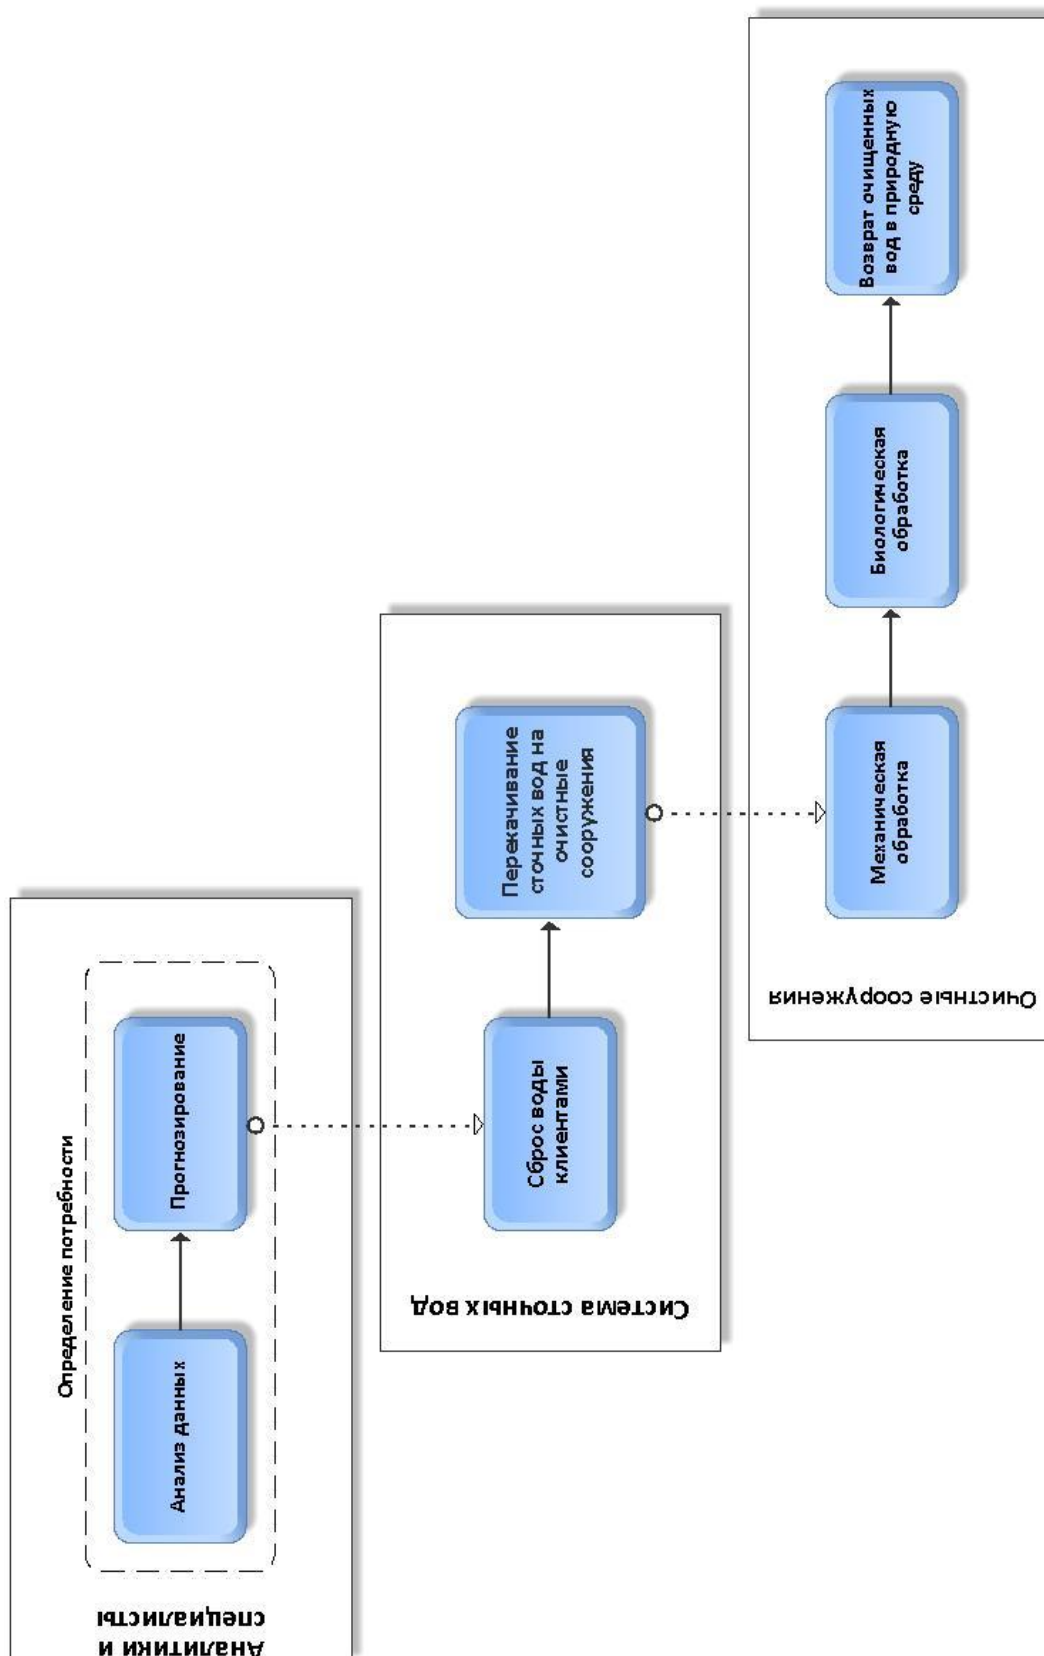 Аналитики и
специалисты
Определение потребности
Анализ данных
Прогнозирование
Система сточных вод
Сброс воды
клиентами
Перекачивание
сточных вод на
очистные
сооружения
Очистные сооружения
Механическая
обработка
Биологическая
обработка
Возврат очищенных
вод в природную
среду